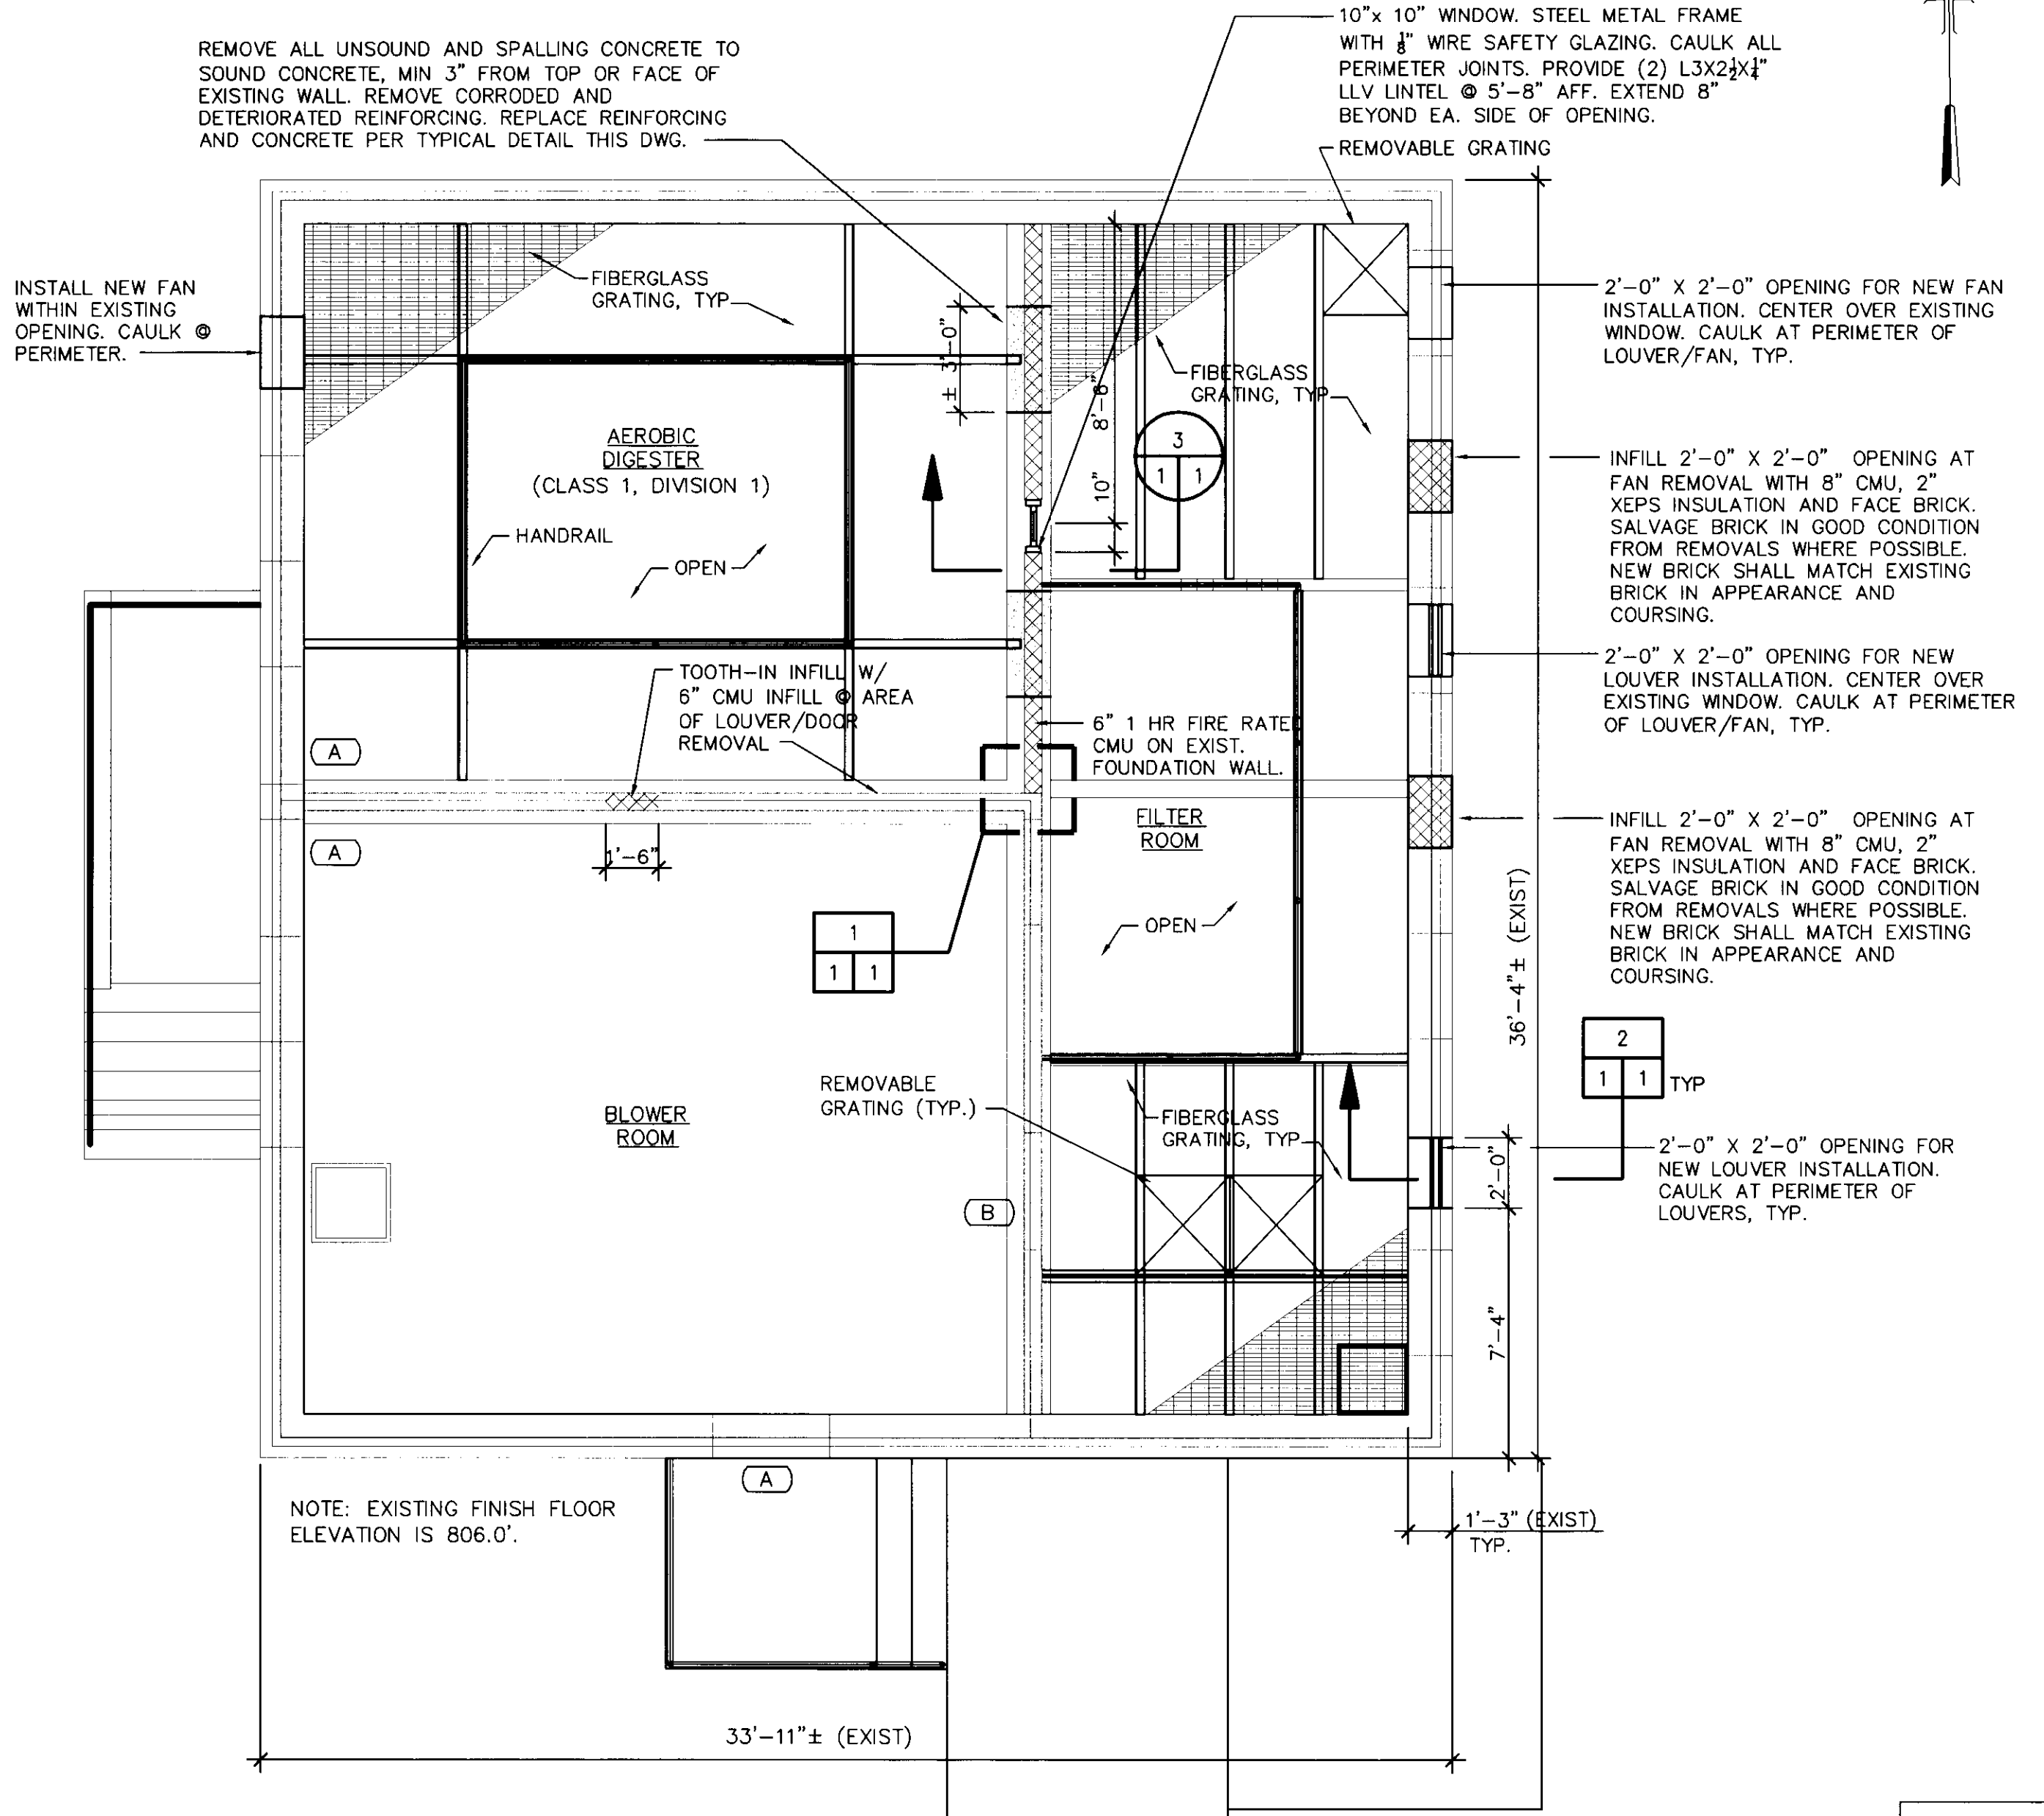 REMOVE ALL UNSOUND AND SPALLING CONCRETE TO
SOUND CONCRETE, MIN 3" FROM TOP OR FACE OF
EXISTING WALL. REMOVE CORRODED AND
DETERIORATED REINFORCING. REPLACE REINFORCING
AND CONCRETE PER TYPICAL DETAIL THIS DWG.
10"x 10" WINDOW. STEEL METAL FRAME
WITH 1/8" WIRE SAFETY GLAZING. CAULK ALL
PERIMETER JOINTS. PROVIDE (2) L3X2½X¼"
LLV LINTEL @ 5'-8" AFF. EXTEND 8"
BEYOND EA. SIDE OF OPENING.
REMOVABLE GRATING
INSTALL NEW FAN
WITHIN EXISTING
OPENING. CAULK @
PERIMETER.
FIBERGLASS
GRATING, TYP
± 3'-0"
8'-6"
10"
FIBERGLASS
GRATING, TYP
3
1 1
2'-0" X 2'-0" OPENING FOR NEW FAN
INSTALLATION. CENTER OVER EXISTING
WINDOW. CAULK AT PERIMETER OF
LOUVER/FAN, TYP.
AEROBIC
DIGESTER
(CLASS 1, DIVISION 1)
HANDRAIL
OPEN
INFILL 2'-0" X 2'-0" OPENING AT
FAN REMOVAL WITH 8" CMU, 2"
XEPS INSULATION AND FACE BRICK.
SALVAGE BRICK IN GOOD CONDITION
FROM REMOVALS WHERE POSSIBLE.
NEW BRICK SHALL MATCH EXISTING
BRICK IN APPEARANCE AND
COURSING.
2'-0" X 2'-0" OPENING FOR NEW
LOUVER INSTALLATION. CENTER OVER
EXISTING WINDOW. CAULK AT PERIMETER
OF LOUVER/FAN, TYP.
TOOTH-IN INFILL W/
6" CMU INFILL @ AREA
OF LOUVER/DOOR
REMOVAL
6" 1 HR FIRE RATE
CMU ON EXIST.
FOUNDATION WALL.
A
A
1'-6"
FILTER
ROOM
OPEN
1
1 1
INFILL 2'-0" X 2'-0" OPENING AT
FAN REMOVAL WITH 8" CMU, 2"
XEPS INSULATION AND FACE BRICK.
SALVAGE BRICK IN GOOD CONDITION
FROM REMOVALS WHERE POSSIBLE.
NEW BRICK SHALL MATCH EXISTING
BRICK IN APPEARANCE AND
COURSING.
36'-4"± (EXIST)
2
1 1 TYP
REMOVABLE
GRATING (TYP.)
BLOWER
ROOM
FIBERGLASS
GRATING, TYP
2'-0"
2'-0" X 2'-0" OPENING FOR
NEW LOUVER INSTALLATION.
CAULK AT PERIMETER OF
LOUVERS, TYP.
B
7'-4"
A
NOTE: EXISTING FINISH FLOOR
ELEVATION IS 806.0'.
1'-3" (EXIST)
TYP.
33'-11"± (EXIST)